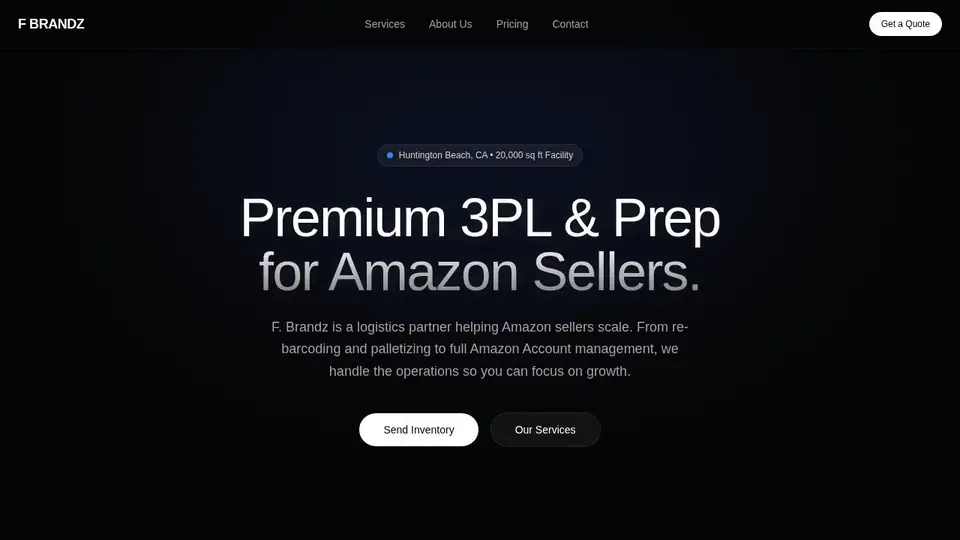 F BRANDZ
Services
About Us
Pricing
Contact
Get a Quote
Huntington Beach, CA • 20,000 sq ft Facility
Premium 3PL & Prep
for Amazon Sellers.
F. Brandz is a logistics partner helping Amazon sellers scale. From re-
barcoding and palletizing to full Amazon Account management, we
handle the operations so you can focus on growth.
Send Inventory
Our Services